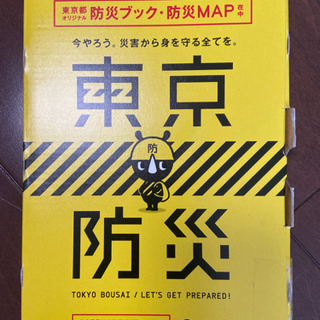 東京都
オリジナル
防災ブック・防災MAP
在中
今やろう。災害から身を守る全てを。
東京
防
防災
TOKYO BOUSAI / LET'S GET PREPARED!